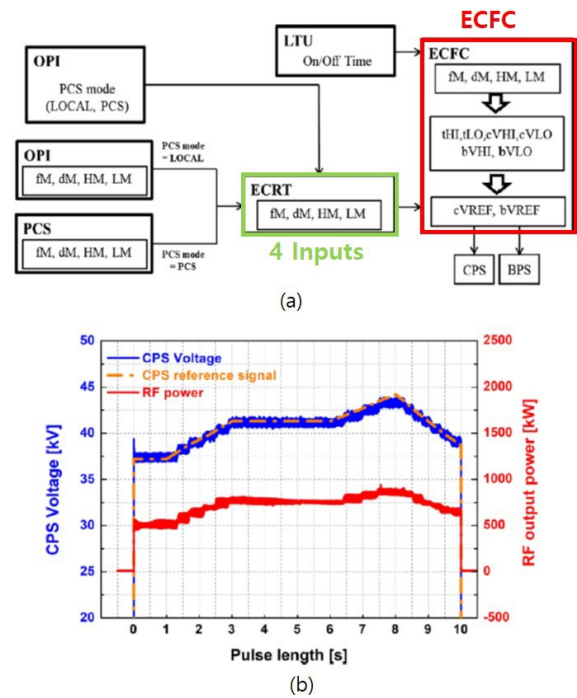 ECFC
OPI
PCS mode
(LOCAL, PCS)
LTU
On/Off Time
ECFC
fM, dM, HM, LM
tHI,tLO,cVHI,cVLO
bVHI, bVLO
cVREF, bVREF
OPI
fM, dM, HM, LM
PCS mode
= LOCAL
PCS
fM, dM, HM, LM
PCS mode
= PCS
ECRT
fM, dM, HM, LM
4 Inputs
CPS
BPS
(a)
CPS Voltage
CPS reference signal
RF power
CPS Voltage [kV]
50
45
40
35
30
25
20
RF output power [kW]
2500
2000
1500
1000
500
0
-500
0 1 2 3 4 5 6 7 8 9 10
Pulse length [s]
(b)